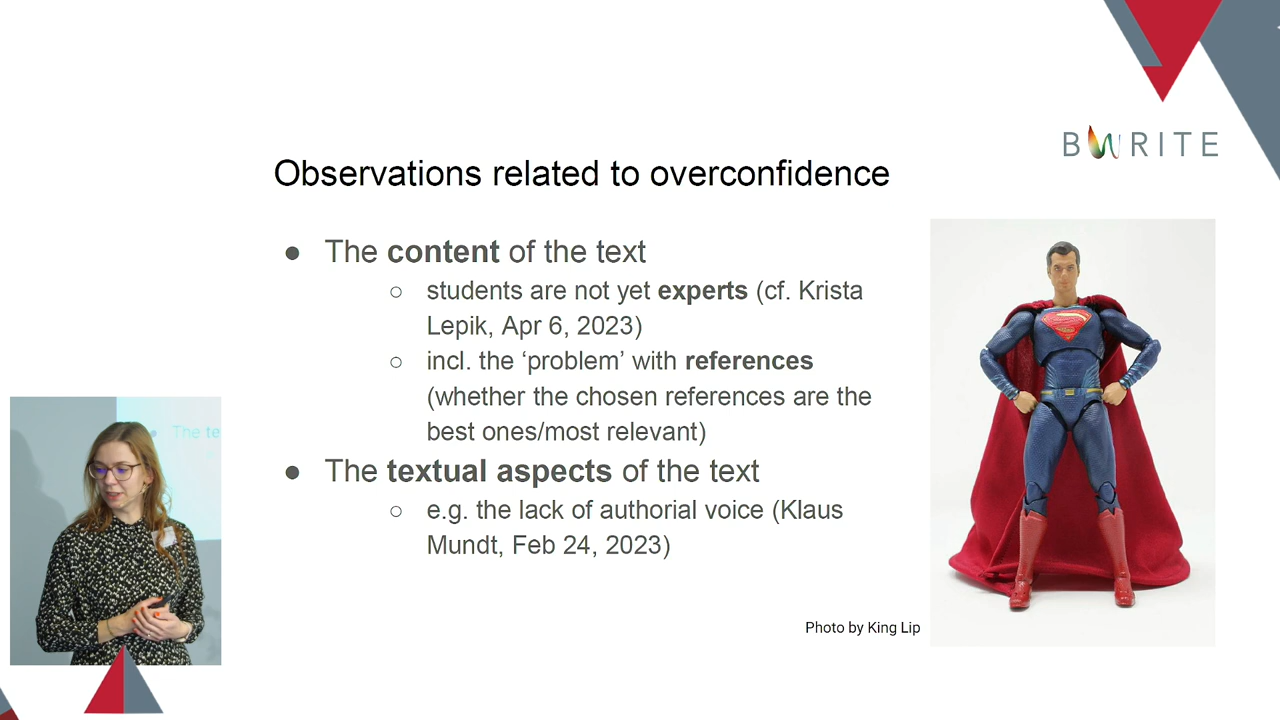 BWRITE
Observations related to overconfidence
● The content of the text
○ students are not yet experts (cf. Krista
Lepik, Apr 6, 2023)
○ incl. the ‘problem’ with references
(whether the chosen references are the
best ones/most relevant)
● The textual aspects of the text
○ e.g. the lack of authorial voice (Klaus
Mundt, Feb 24, 2023)
Photo by King Lip
● The te